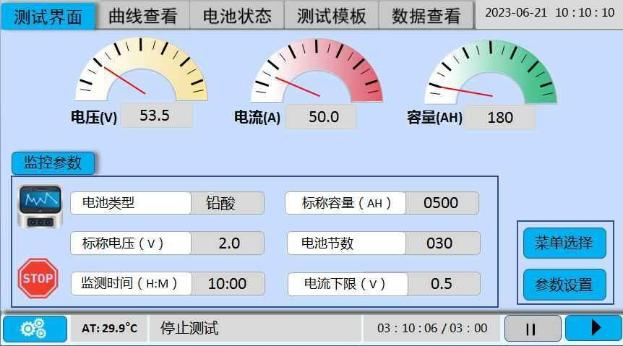 测试界面 曲线查看 电池状态 测试模板 数据查看 2023-06-21 10:10:10
电压(V) 53.5 电流(A) 50.0 容量(AH) 180
监控参数
电池类型 铅酸 标称容量(AH) 0500
标称电压(V) 2.0 电池节数 030
菜单选择
STOP 监测时间(H:M) 10:00 电流下限(V) 0.5
参数设置
AT: 29.9°C 停止测试 03:10:06/03:00